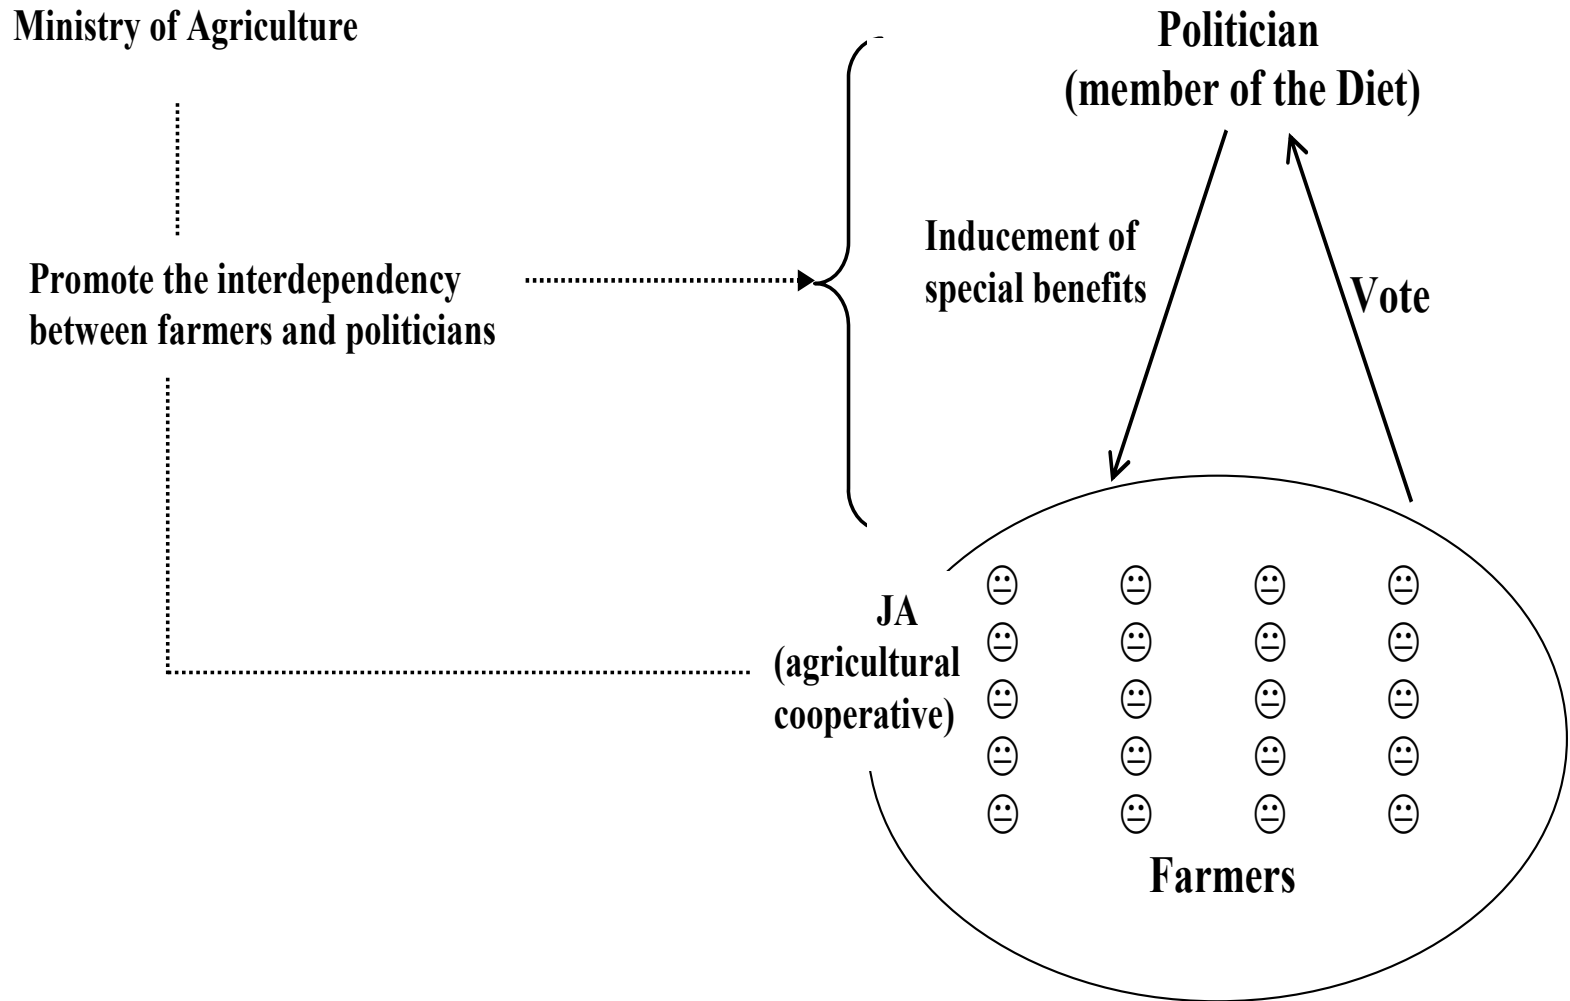 Ministry of Agriculture
Politician
(member of the Diet)
Promote the interdependency
between farmers and politicians
Inducement of
special benefits
Vote
JA
(agricultural
cooperative)
Farmers